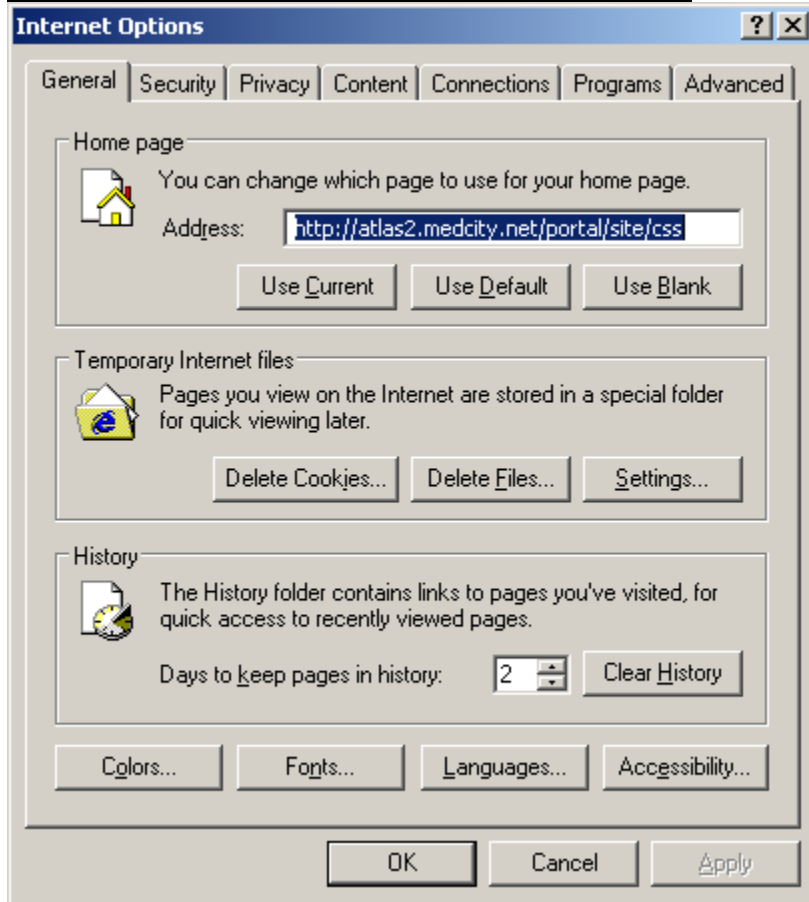 Internet Options
General Security Privacy Content Connections Programs Advanced
Home page
You can change which page to use for your home page.
Address: http://atlas2.medcity.net/portal/site/css
Use Current Use Default Use Blank
Temporary Internet files
Pages you view on the Internet are stored in a special folder
for quick viewing later.
Delete Cookies... Delete Files... Settings...
History
The History folder contains links to pages you've visited, for
quick access to recently viewed pages.
Days to keep pages in history: 2 Clear History
Colors... Fonts... Languages... Accessibility...
OK Cancel Apply